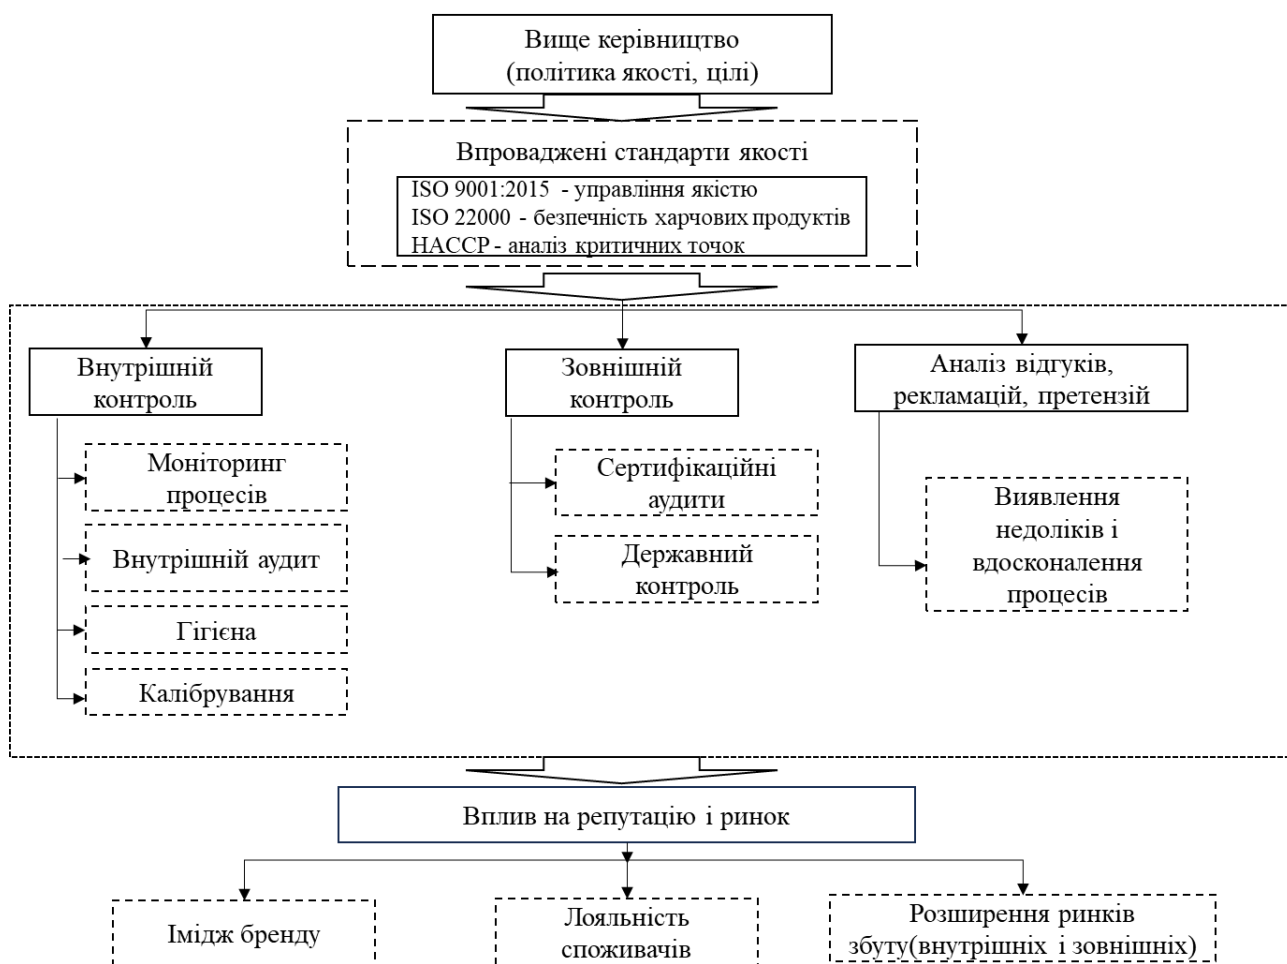 Вище керівництво
(політика якості, цілі)
Впроваджені стандарти якості
ISO 9001:2015 - управління якістю
ISO 22000 - безпечність харчових продуктів
HACCP - аналіз критичних точок
Внутрішній
контроль
Моніторинг
процесів
Внутрішній аудит
Гігієна
Калібрування
Зовнішній
контроль
Сертифікаційні
аудити
Державний
контроль
Аналіз відгуків,
рекламацій, претензій
Виявлення
недоліків і
вдосконалення
процесів
Вплив на репутацію і ринок
Імідж бренду
Лояльність
споживачів
Розширення ринків
збуту(внутрішніх і зовнішніх)